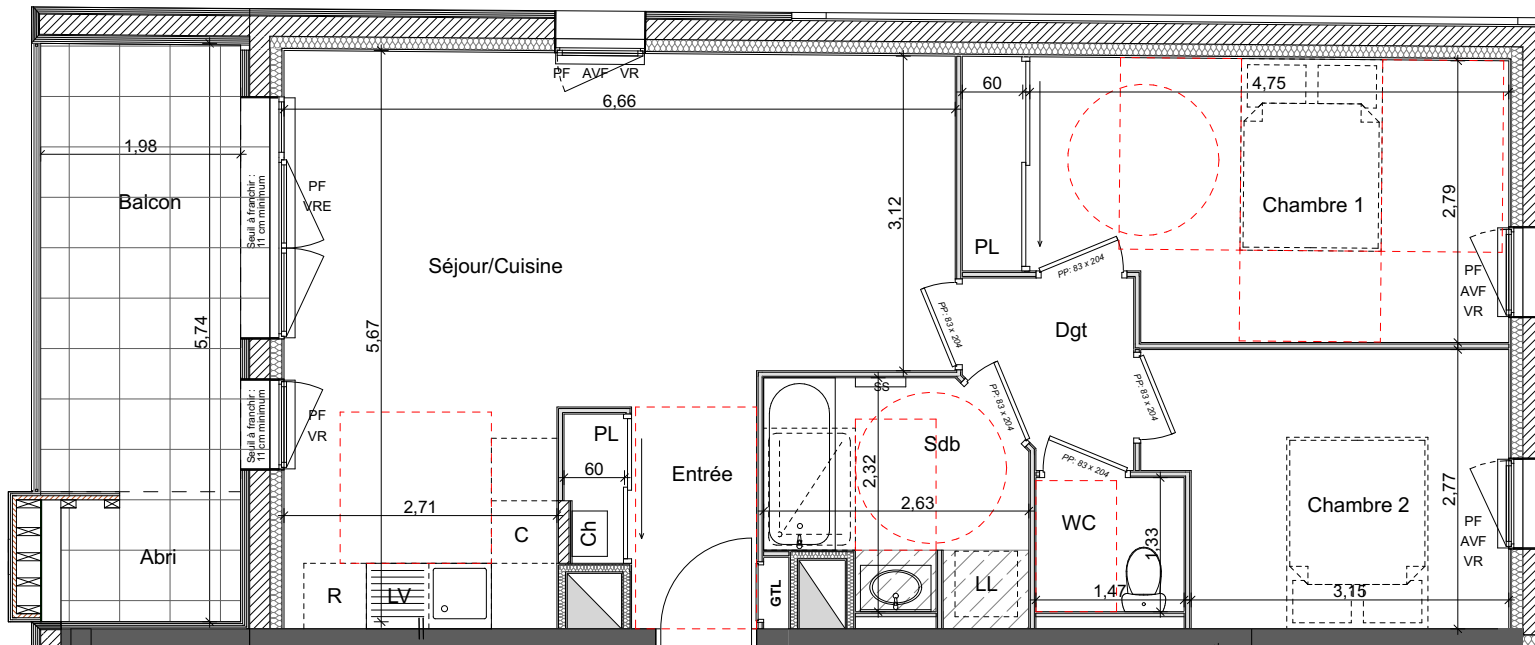 PF AVF VR
6,66
60
4,75
1,98
Balcon
Seuil à franchir :
11 cm minimum
PF
VRE
3,12
Chambre 1
2,79
PL
Séjour/Cuisine
PP: 83 x 204
PF
AVF
VR
5,74
5,67
PP: 83 x 204
Dgt
Seuil à franchir :
11 cm minimum
PF
VR
SS
PP: 83 x 204
PP: 83 x 204
PL
60
Entrée
2,32
Sdb
2,63
PP: 83 x 204
2,77
Chambre 2
2,71
C
Ch
WC
1,33
PF
AVF
VR
Abri
R
LV
GTL
LL
1,47
3,15